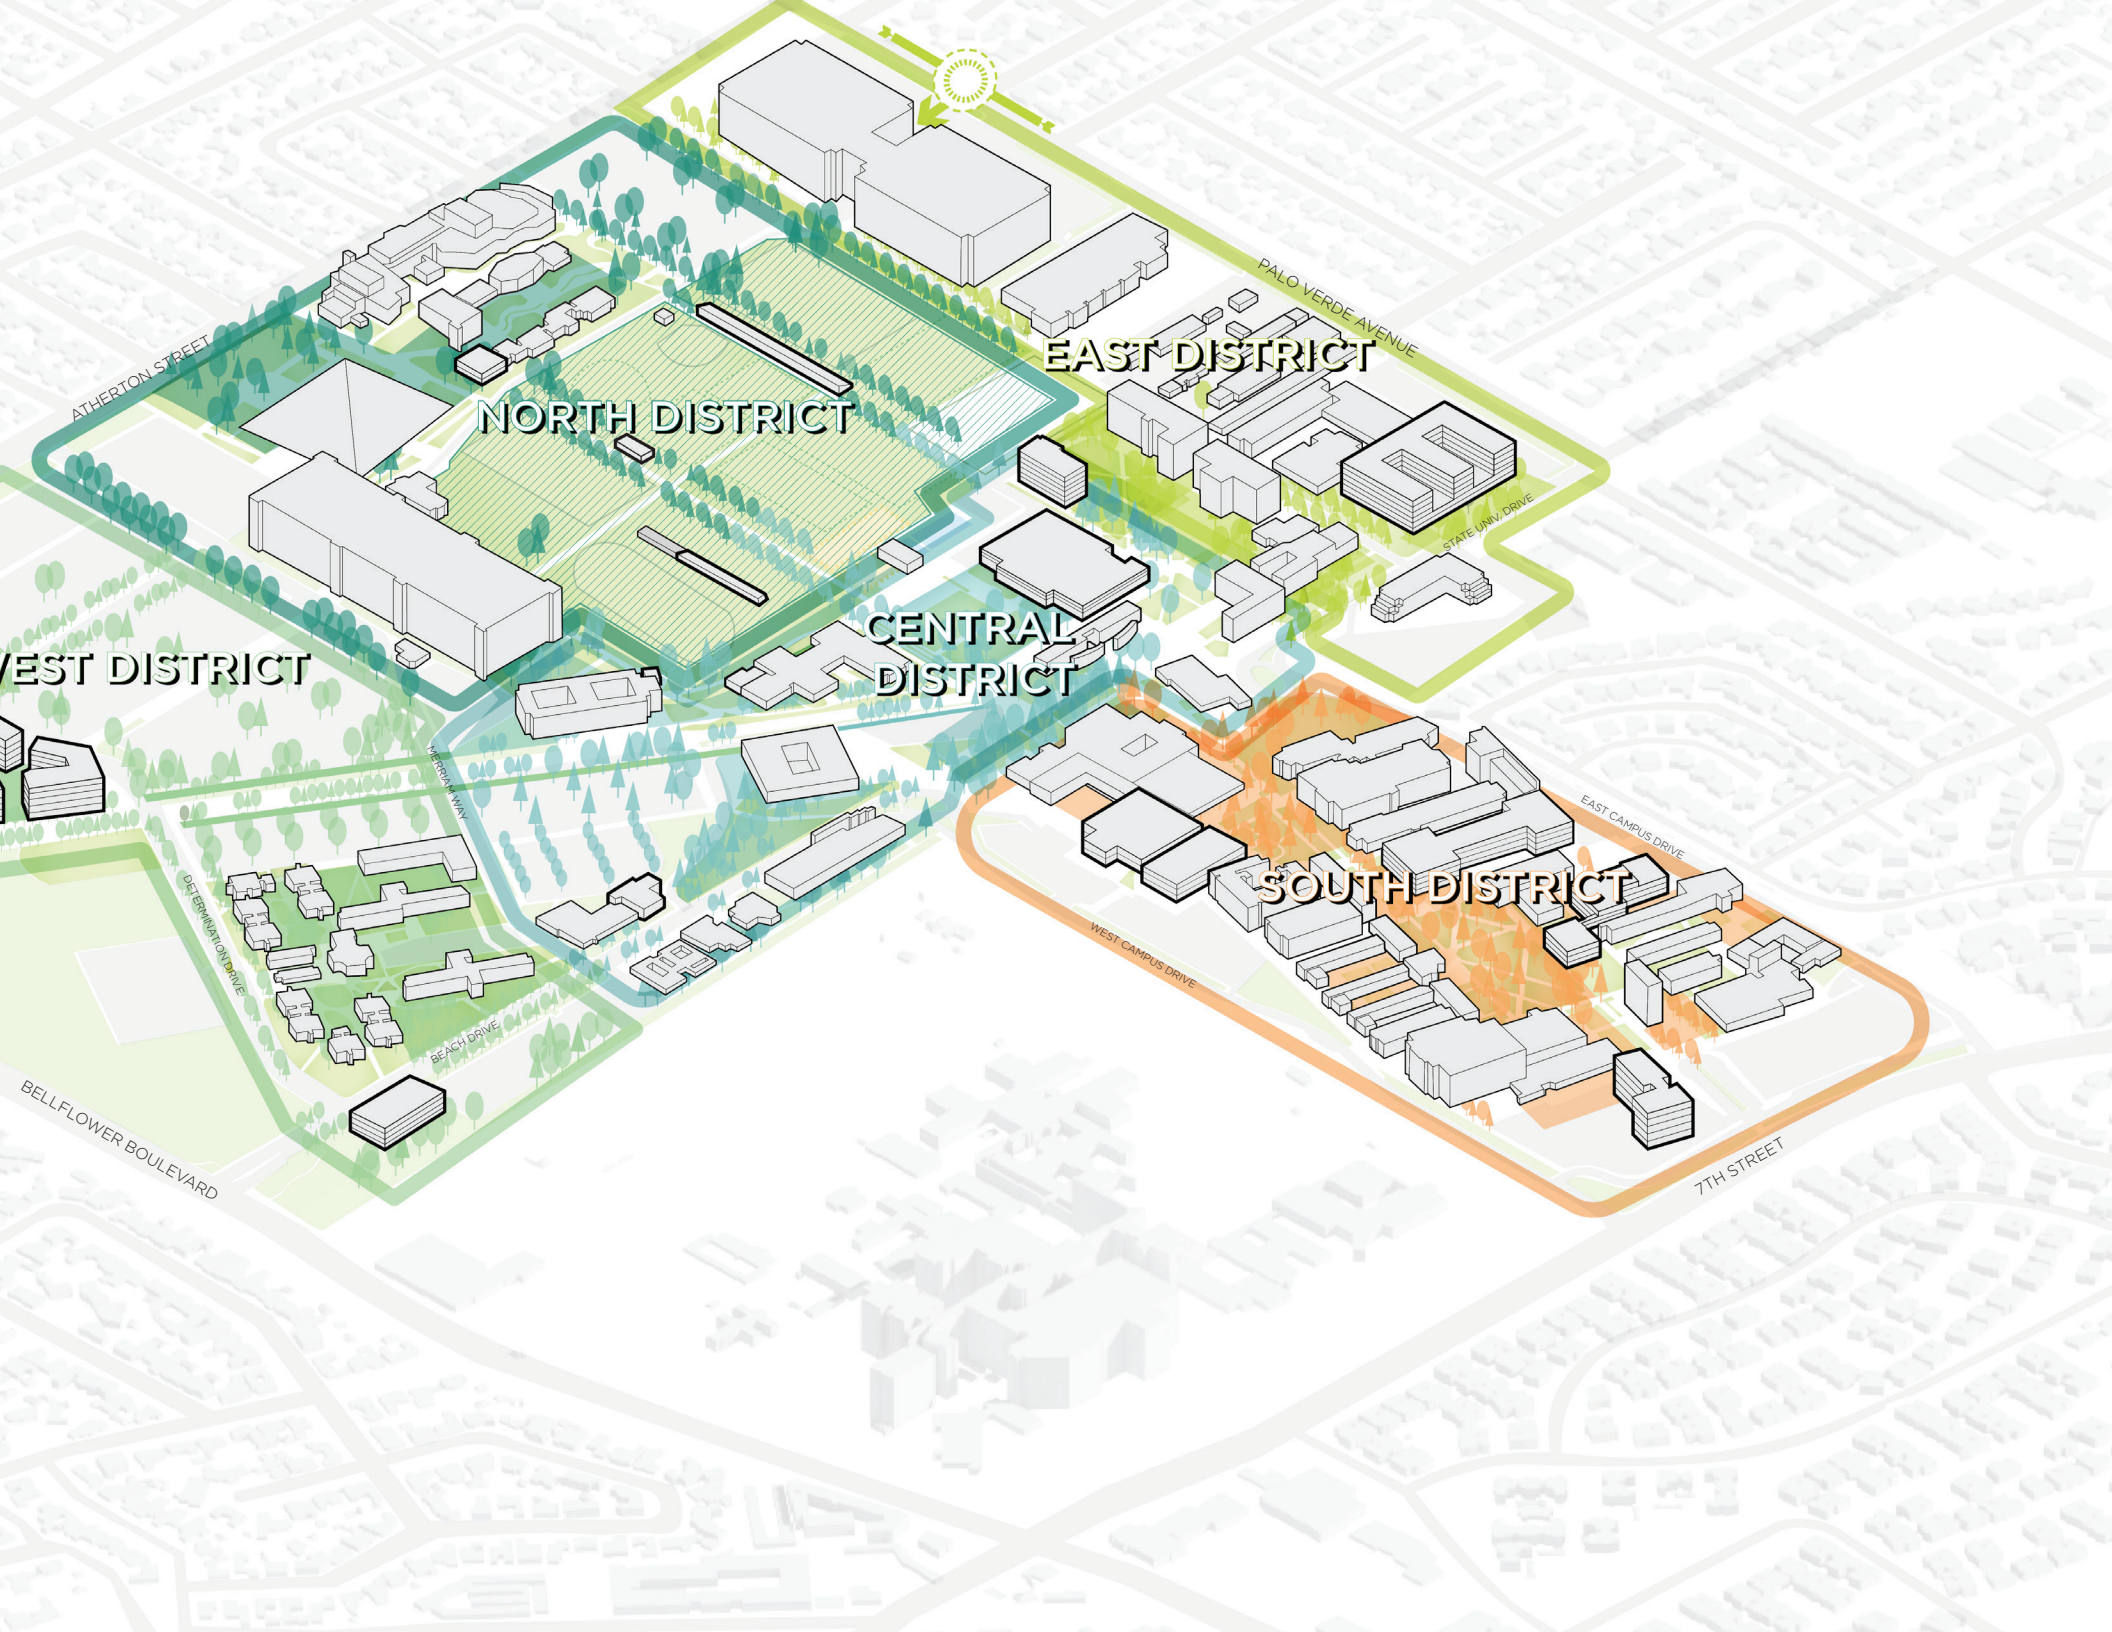 PALO VERDE AVENUE
ATHERTON STREET
EAST DISTRICT
NORTH DISTRICT
STATE UNIV. DRIVE
CENTRAL
DISTRICT
EST DISTRICT
MERRIAM WAY
EAST CAMPUS DRIVE
SOUTH DISTRICT
DETERMINATION DRIVE
WEST CAMPUS DRIVE
BEACH DRIVE
BELLFLOWER BOULEVARD
7TH STREET